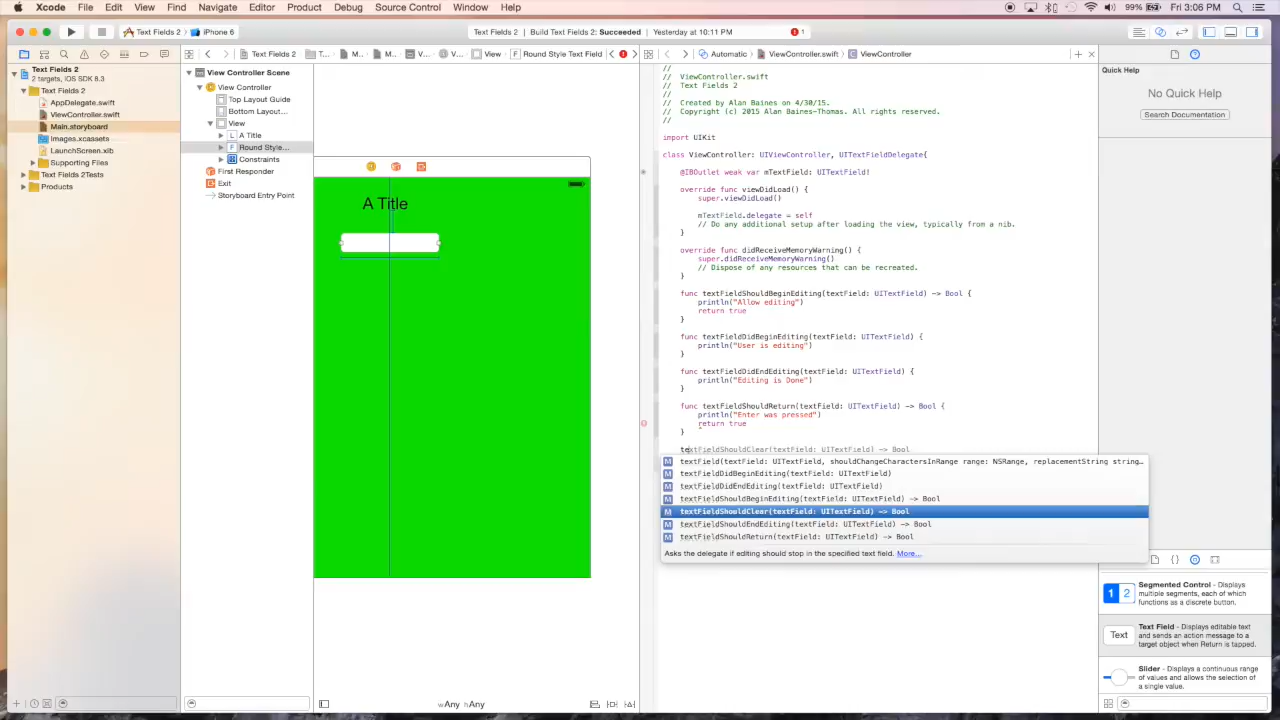 Xcode File Edit View Find Navigate Editor Product Debug Source Control Window Help
99% Fri 3:06 PM
Text Fields 2 iPhone 6
Text Fields 2 | Build Text Fields 2: Succeeded | Yesterday at 10:11 PM
1
Text Fields 2
2 targets, iOS SDK 8.3
Text Fields 2
AppDelegate.swift
ViewController.swift
Main.storyboard
Images.xcassets
LaunchScreen.xib
Supporting Files
Text Fields 2Tests
Products
Text Fields 2 T... M... M... V... V... View F Round Style Text Field
View Controller Scene
View Controller
Top Layout Guide
Bottom Layout...
View
L A Title
F Round Style...
Constraints
First Responder
Exit
Storyboard Entry Point
A Title
wAny hAny
Automatic ViewController.swift C ViewController
//
// ViewController.swift
// Text Fields 2
//
// Created by Alan Baines on 4/30/15.
// Copyright (c) 2015 Alan Baines-Thomas. All rights reserved.
//
import UIKit
class ViewController: UIViewController, UITextFieldDelegate{
@IBOutlet weak var mTextField: UITextField!
override func viewDidLoad() {
super.viewDidLoad()
mTextField.delegate = self
// Do any additional setup after loading the view, typically from a nib.
}
override func didReceiveMemoryWarning() {
super.didReceiveMemoryWarning()
// Dispose of any resources that can be recreated.
}
func textFieldShouldBeginEditing(textField: UITextField) -> Bool {
println("Allow editing")
return true
}
func textFieldDidBeginEditing(textField: UITextField) {
println("User is editing")
}
func textFieldDidEndEditing(textField: UITextField) {
println("Editing is Done")
}
func textFieldShouldReturn(textField: UITextField) -> Bool {
println("Enter was pressed")
return true
}
textFieldShouldClear(textField: UITextField) -> Bool
M textField(textField: UITextField, shouldChangeCharactersInRange range: NSRange, replacementString string...
M textFieldDidBeginEditing(textField: UITextField)
M textFieldDidEndEditing(textField: UITextField)
M textFieldShouldBeginEditing(textField: UITextField) -> Bool
M textFieldShouldClear(textField: UITextField) -> Bool
M textFieldShouldEndEditing(textField: UITextField) -> Bool
M textFieldShouldReturn(textField: UITextField) -> Bool
Asks the delegate if editing should stop in the specified text field. More...
Quick Help
No Quick Help
Search Documentation
1 2
Segmented Control - Displays
multiple segments, each of which
functions as a discrete button.
Text
Text Field - Displays editable text
and sends an action message to a
target object when Return is tapped.
Slider - Displays a continuous range
of values and allows the selection of
a single value.